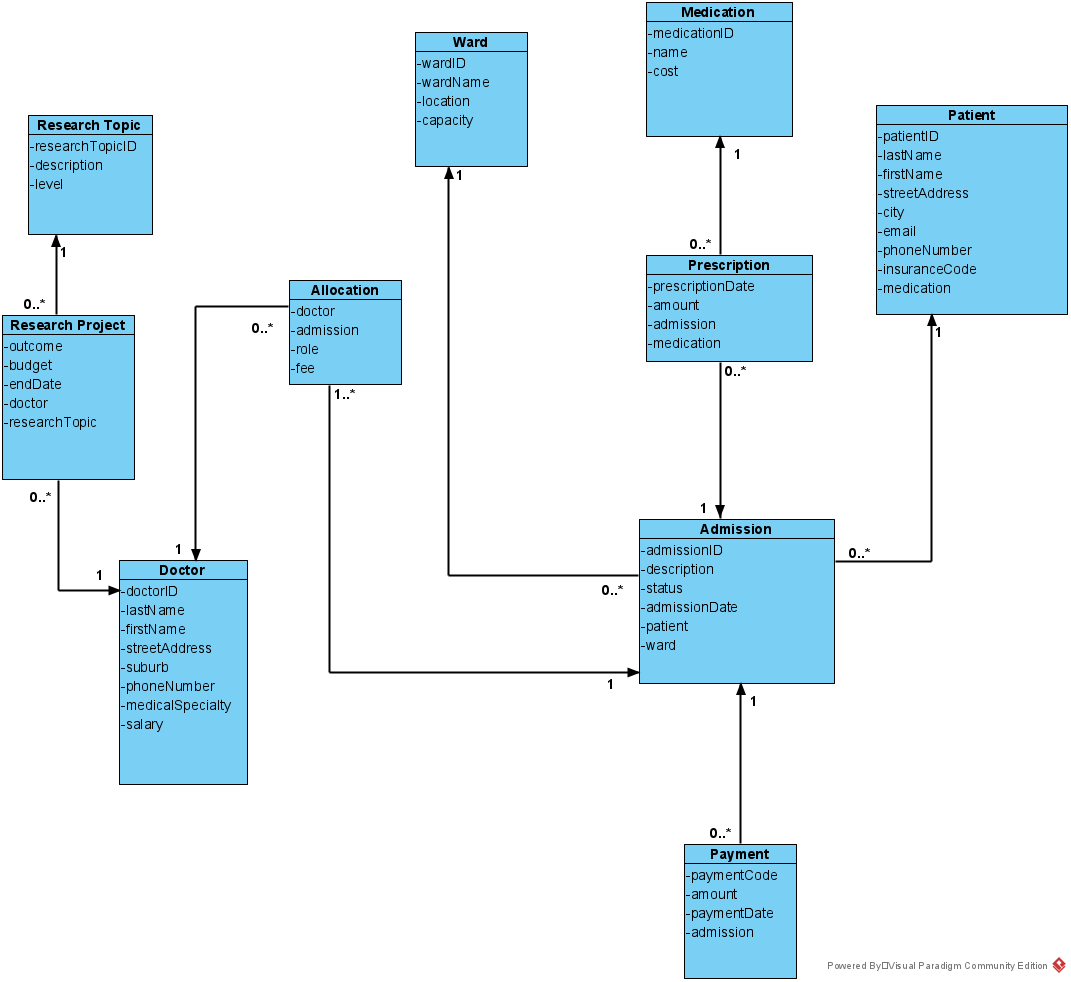 Medication
-medicationID
-name
-cost
Ward
-wardID
-wardName
-location
-capacity
Patient
-patientID
-lastName
-firstName
-streetAddress
-city
-email
-phoneNumber
-insuranceCode
-medication
Research Topic
-researchTopicID
-description
-level
1
1
1
1
0..*
0..*
Prescription
-prescriptionDate
-amount
-admission
-medication
Allocation
-doctor
-admission
-role
-fee
0..*
Research Project
-outcome
-budget
-endDate
-doctor
-researchTopic
0..*
1..*
0..*
1
1
1
0..*
0..*
Admission
-admissionID
-description
-status
-admissionDate
-patient
-ward
Doctor
-doctorID
-lastName
-firstName
-streetAddress
-suburb
-phoneNumber
-medicalSpecialty
-salary
1
1
0..*
Payment
-paymentCode
-amount
-paymentDate
-admission
Powered By Visual Paradigm Community Edition